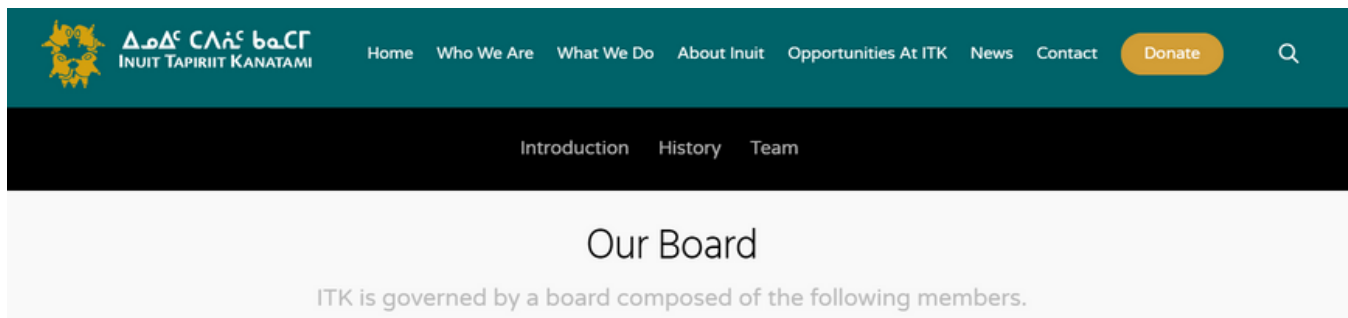 ᐃᓄᐃᑦ ᑕᐱᕇᑦ ᑲᓇᑕᒥ
INUIT TAPIRIIT KANATAMI
Home Who We Are What We Do About Inuit Opportunities At ITK News Contact Donate
Introduction History Team
Our Board
ITK is governed by a board composed of the following members.